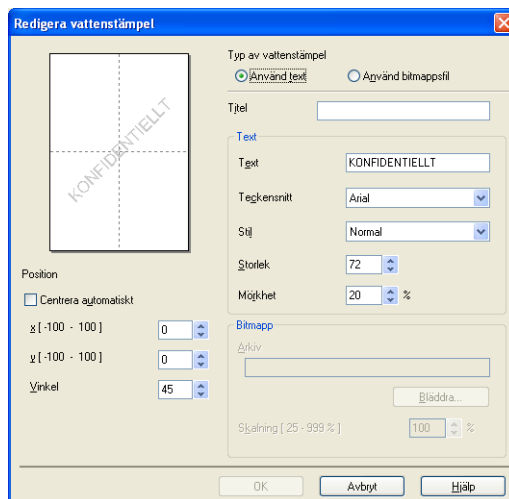 Redigera vattenstämpel
KONFIDENTIELLT
Position
Centrera automatiskt
x [ -100 - 100 ] 0
y [ -100 - 100 ] 0
Vinkel 45
Typ av vattenstämpel
Använd text Använd bitmappsfil
Titel
Text
Text KONFIDENTIELLT
Teckensnitt Arial
Stil Normal
Storlek 72
Mörkhet 20 %
Bitmapp
Arkiv
Bläddra...
Skalning [ 25 - 999 % ] 100 %
OK Avbryt Hjälp